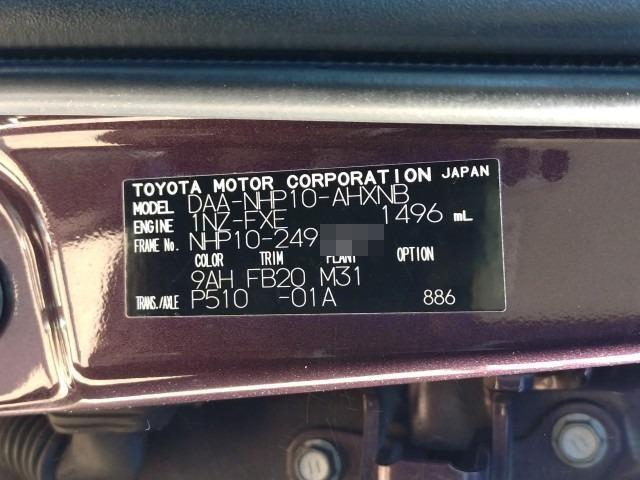 TOYOTA MOTOR CORPORATION JAPAN
MODEL DAA-NHP10-AHXNB
ENGINE 1NZ-FXE 1496 mL
FRAME No. NHP10-249
COLOR TRIM PLANT OPTION
9AH FB20 M31
TRANS./AXLE P510 -01A 886